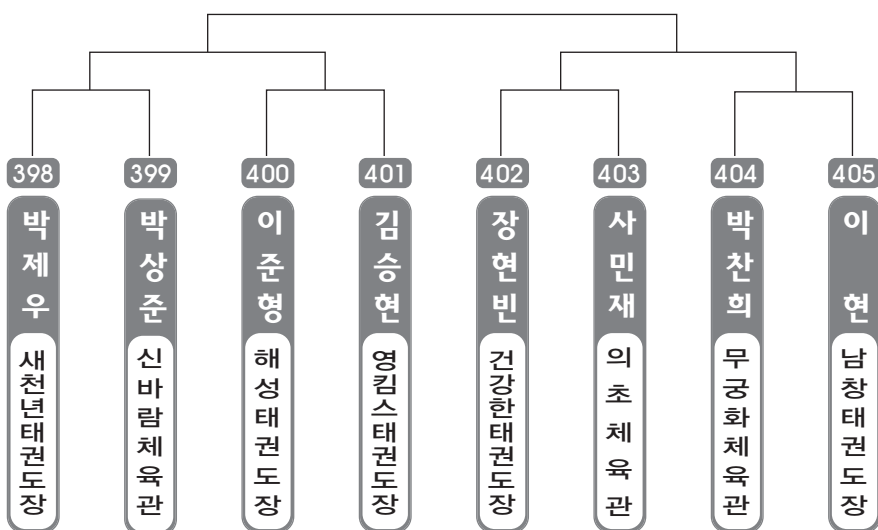 398
박제우
새천년태권도장
399
박상준
신바람체육관
400
이준형
해성태권도장
401
김승현
영킴스태권도장
402
장현빈
건강한태권도장
403
사민재
의초체육관
404
박찬희
무궁화체육관
405
이 현
남창태권도장